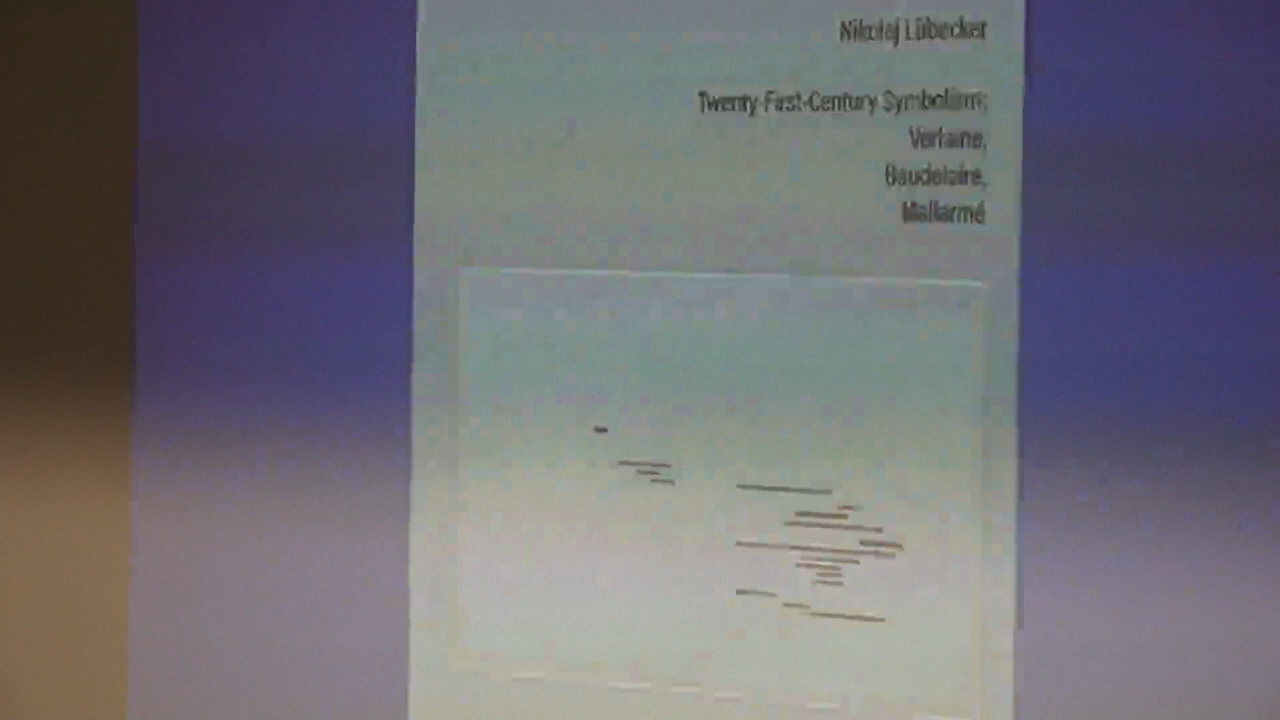 Nikolaj Lübecker
Twenty-First-Century Symbolism:
Verlaine,
Baudelaire,
Mallarmé